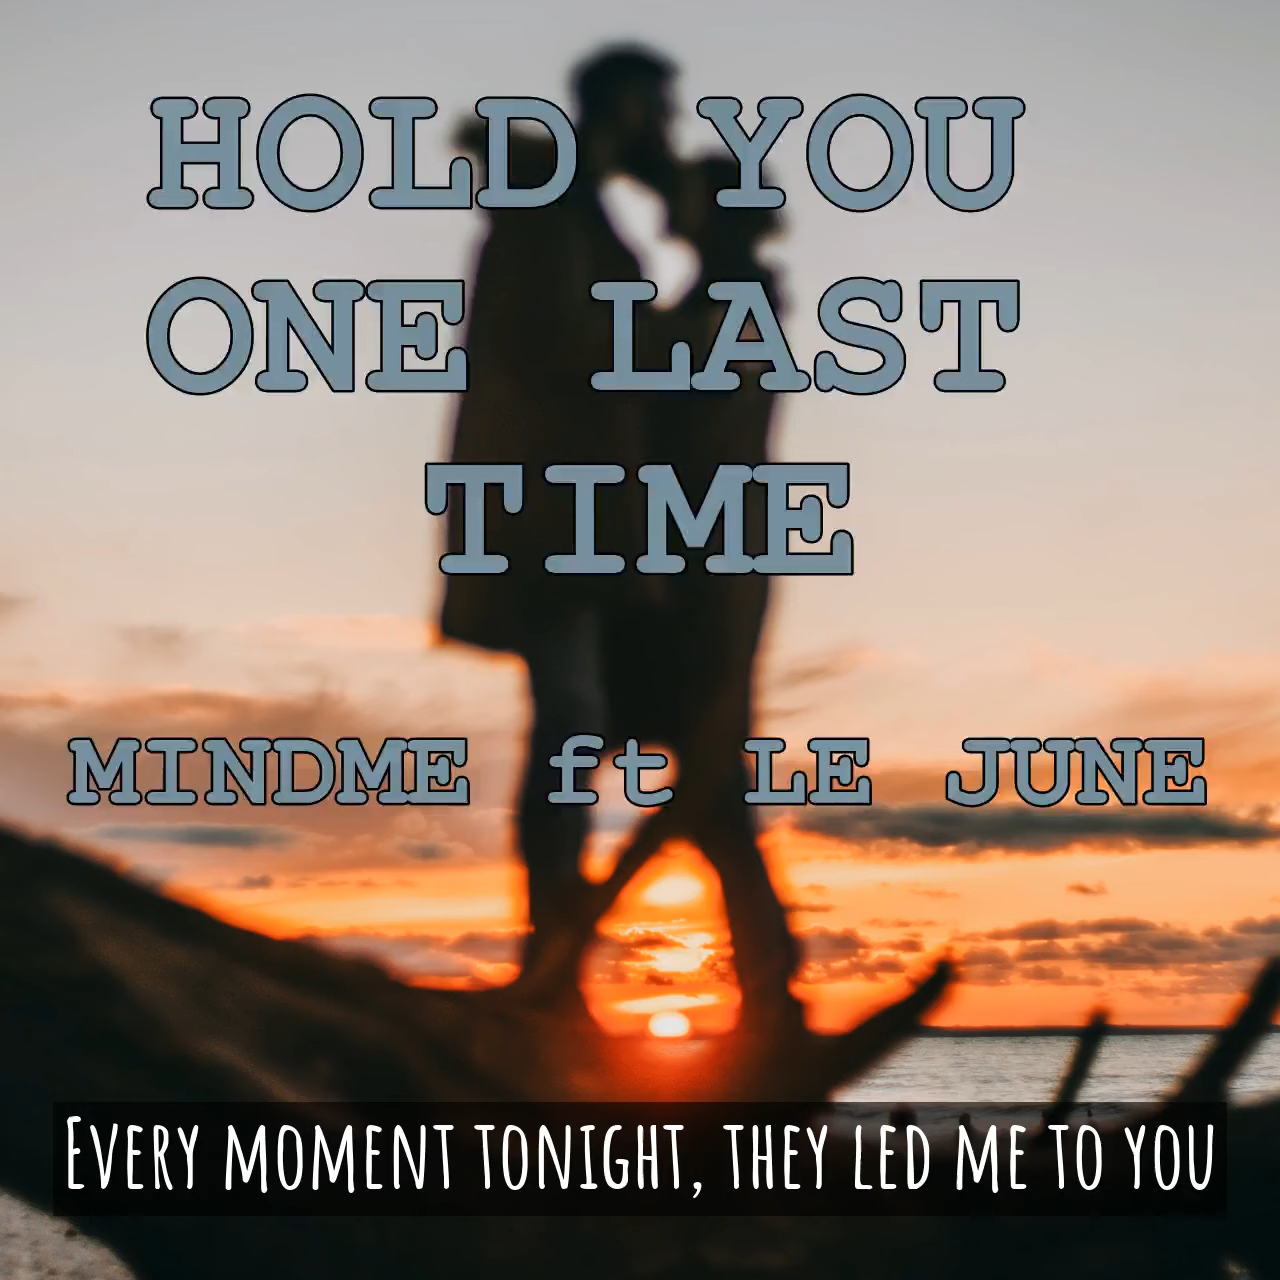 HOLD YOU
ONE LAST
TIME
MINDME ft LE JUNE
Every moment tonight, they led me to you